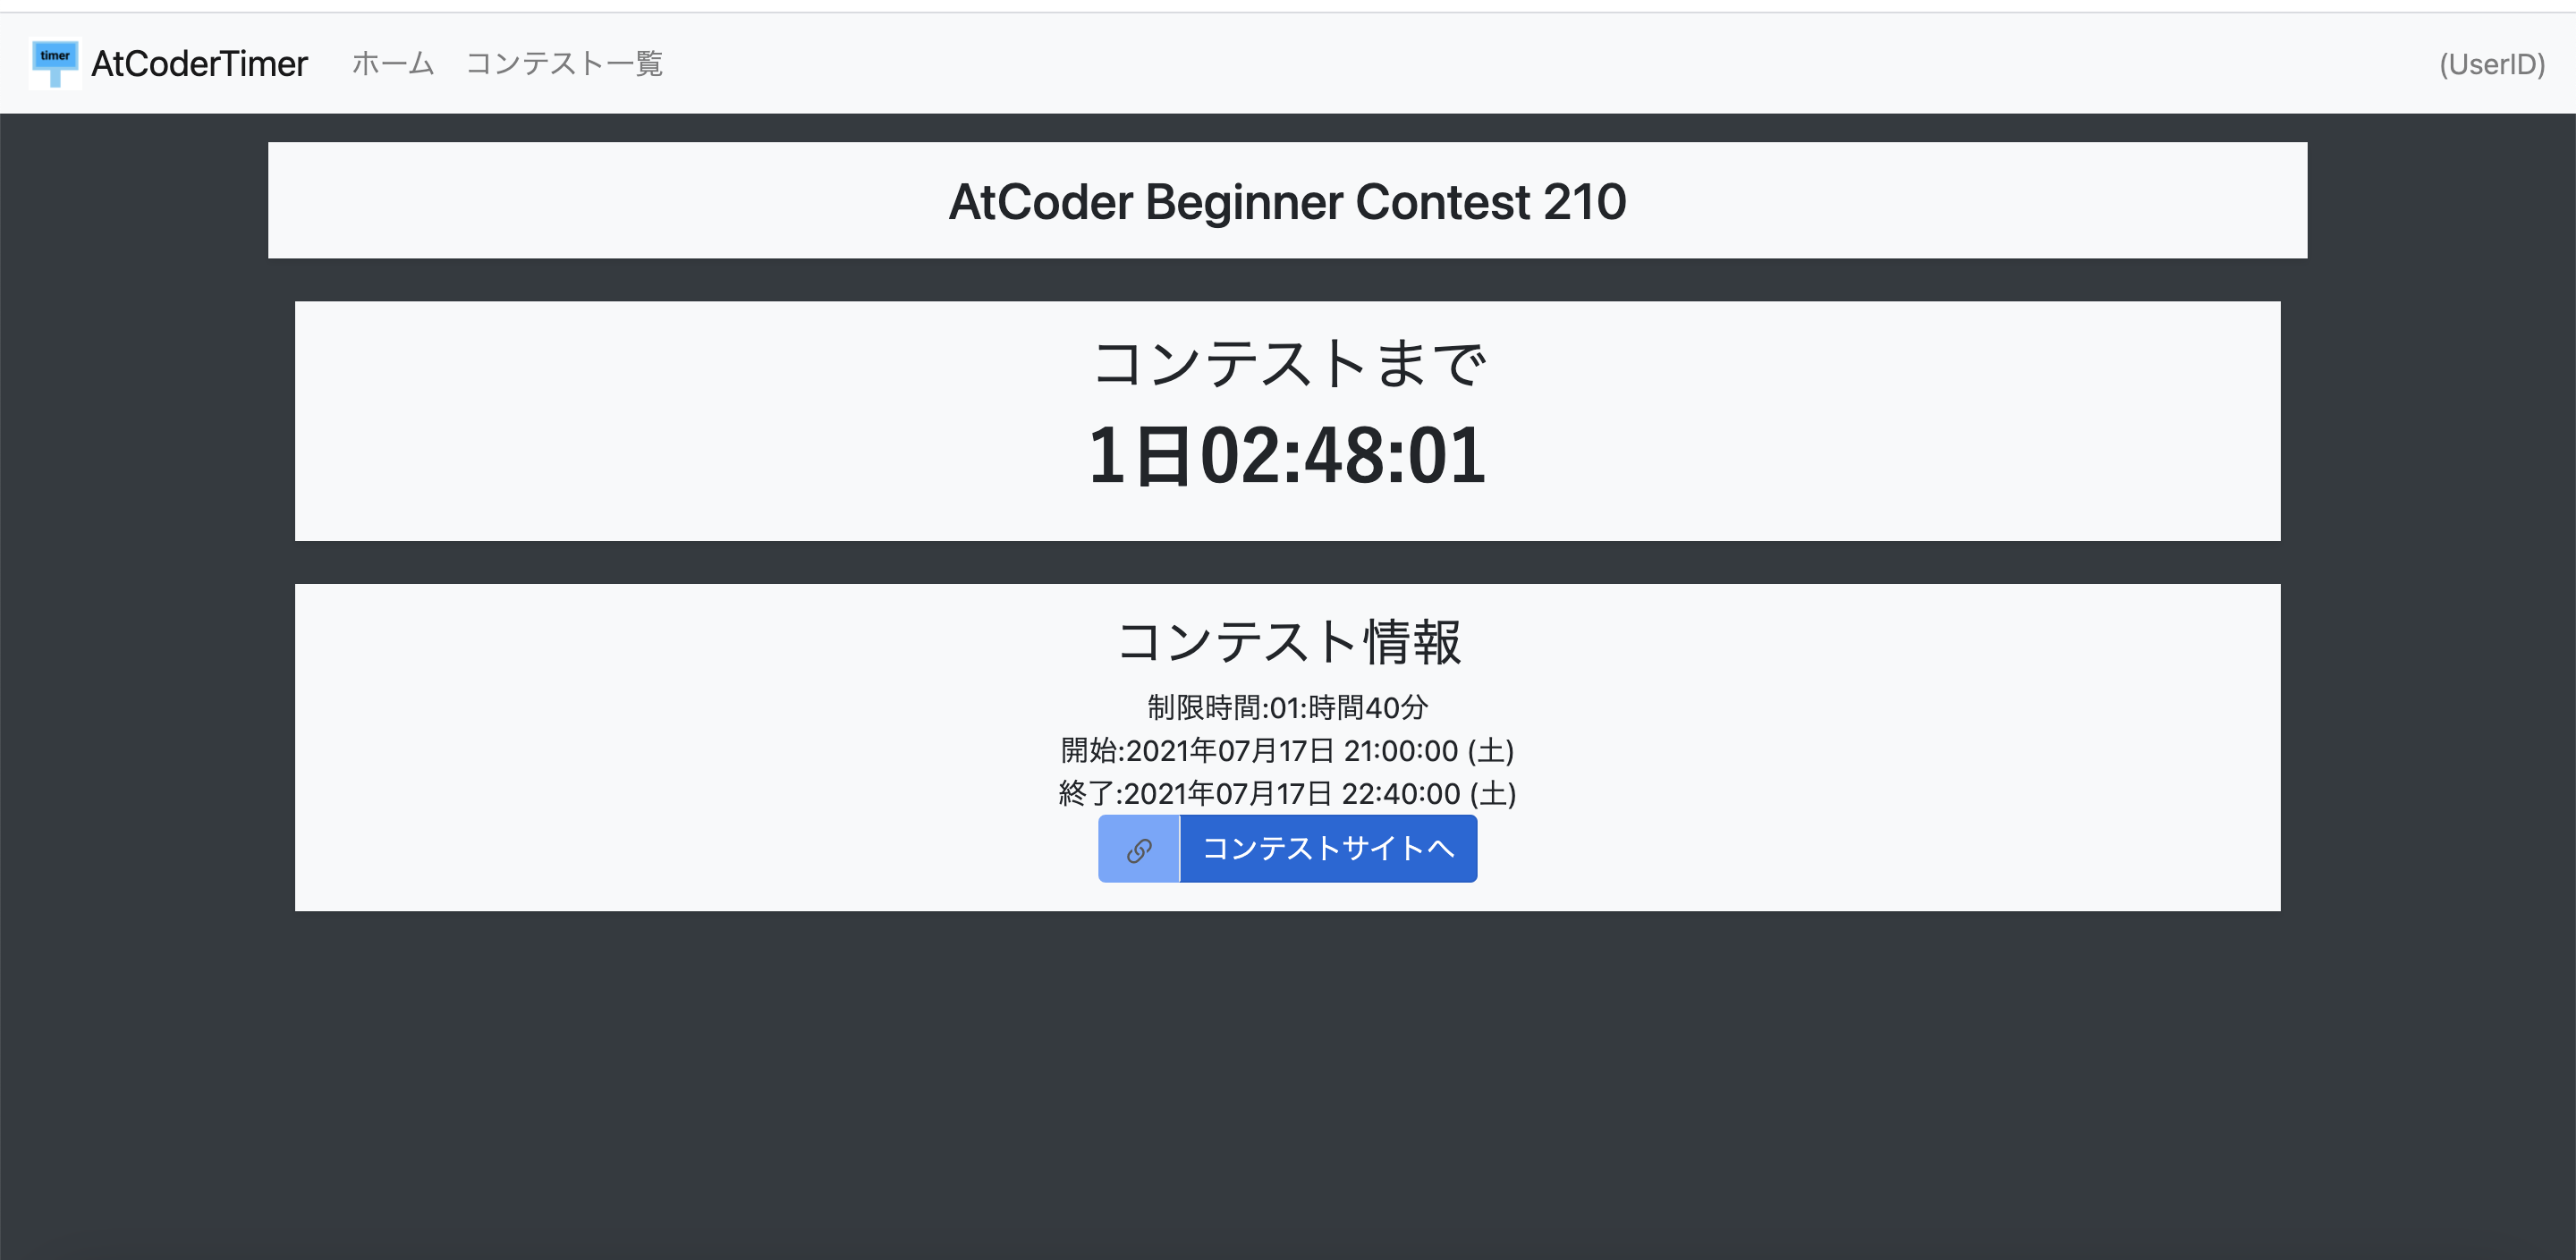 timer AtCoderTimer ホーム コンテスト一覧 (UserID)
AtCoder Beginner Contest 210
コンテストまで
1日02:48:01
コンテスト情報
制限時間:01:時間40分
開始:2021年07月17日 21:00:00 (土)
終了:2021年07月17日 22:40:00 (土)
コンテストサイトへ